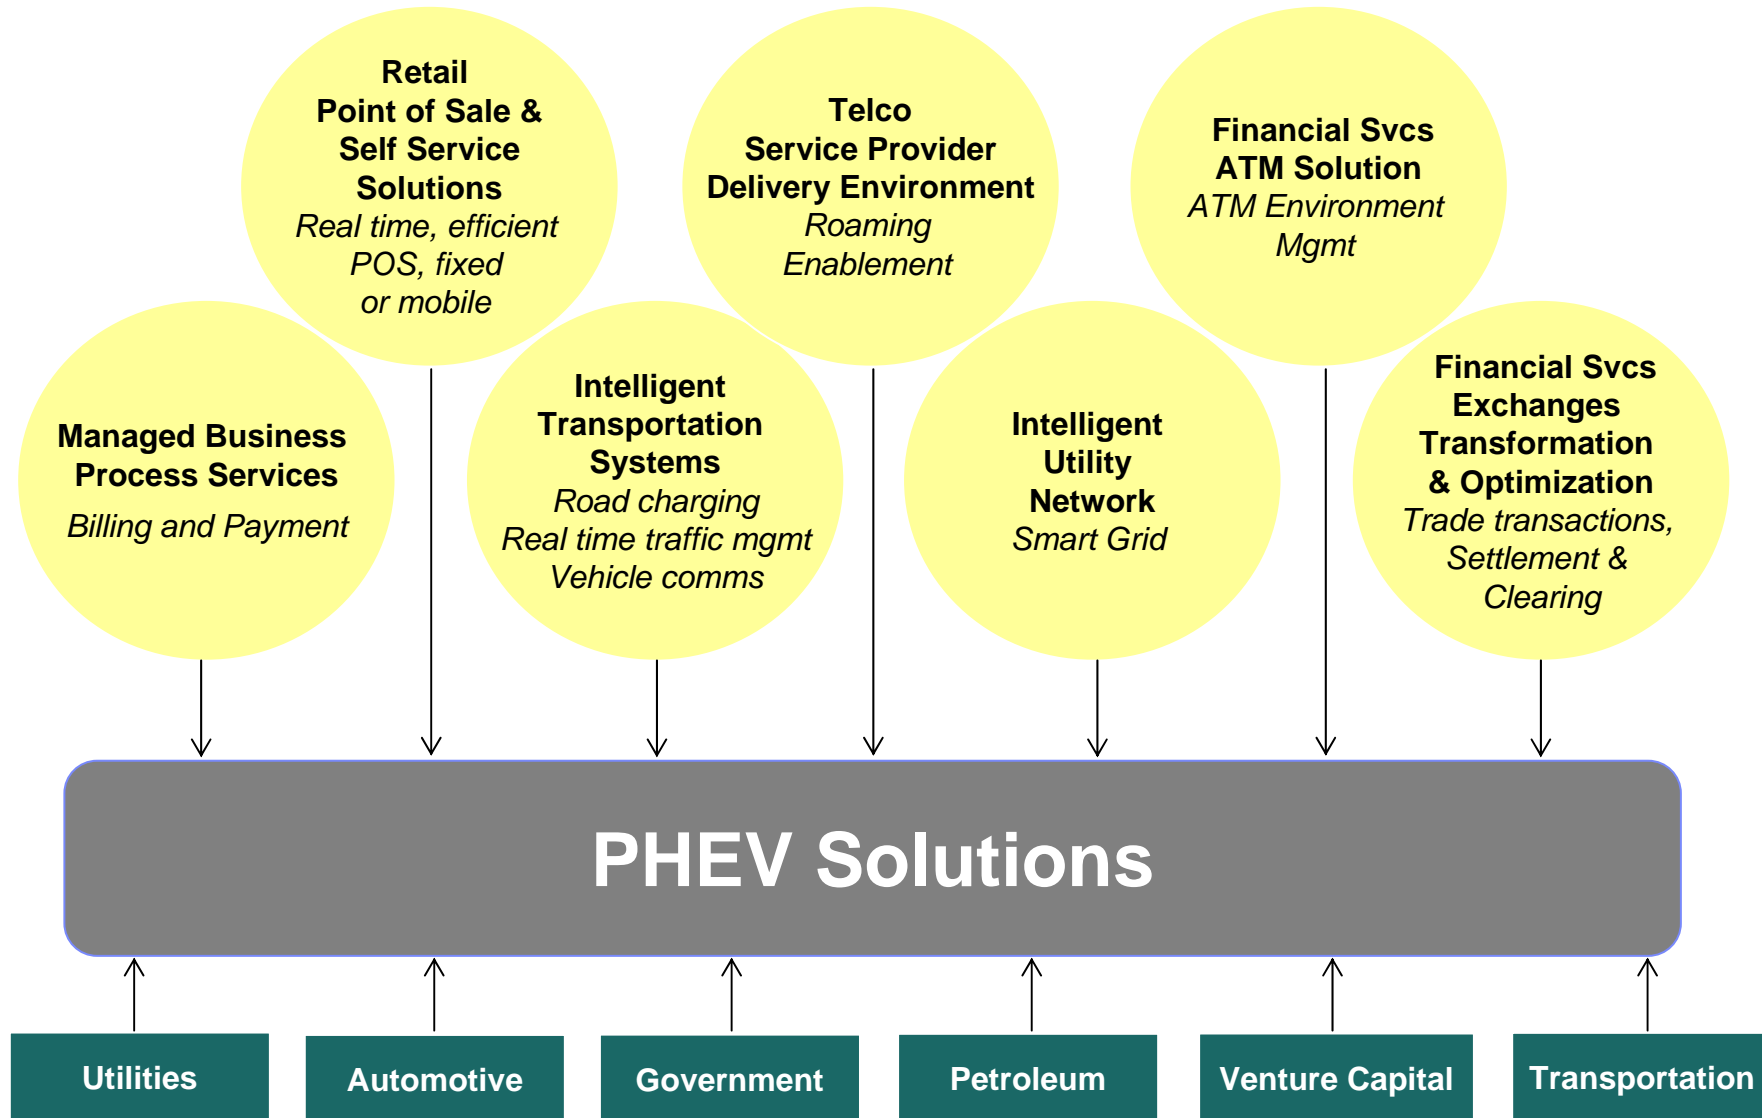 Retail
Point of Sale &
Self Service
Solutions
Real time, efficient
POS, fixed
or mobile
Telco
Service Provider
Delivery Environment
Roaming
Enablement
Financial Svcs
ATM Solution
ATM Environment
Mgmt
Managed Business
Process Services
Billing and Payment
Intelligent
Transportation
Systems
Road charging
Real time traffic mgmt
Vehicle comms
Intelligent
Utility
Network
Smart Grid
Financial Svcs
Exchanges
Transformation
& Optimization
Trade transactions,
Settlement &
Clearing
PHEV Solutions
Utilities
Automotive
Government
Petroleum
Venture Capital
Transportation